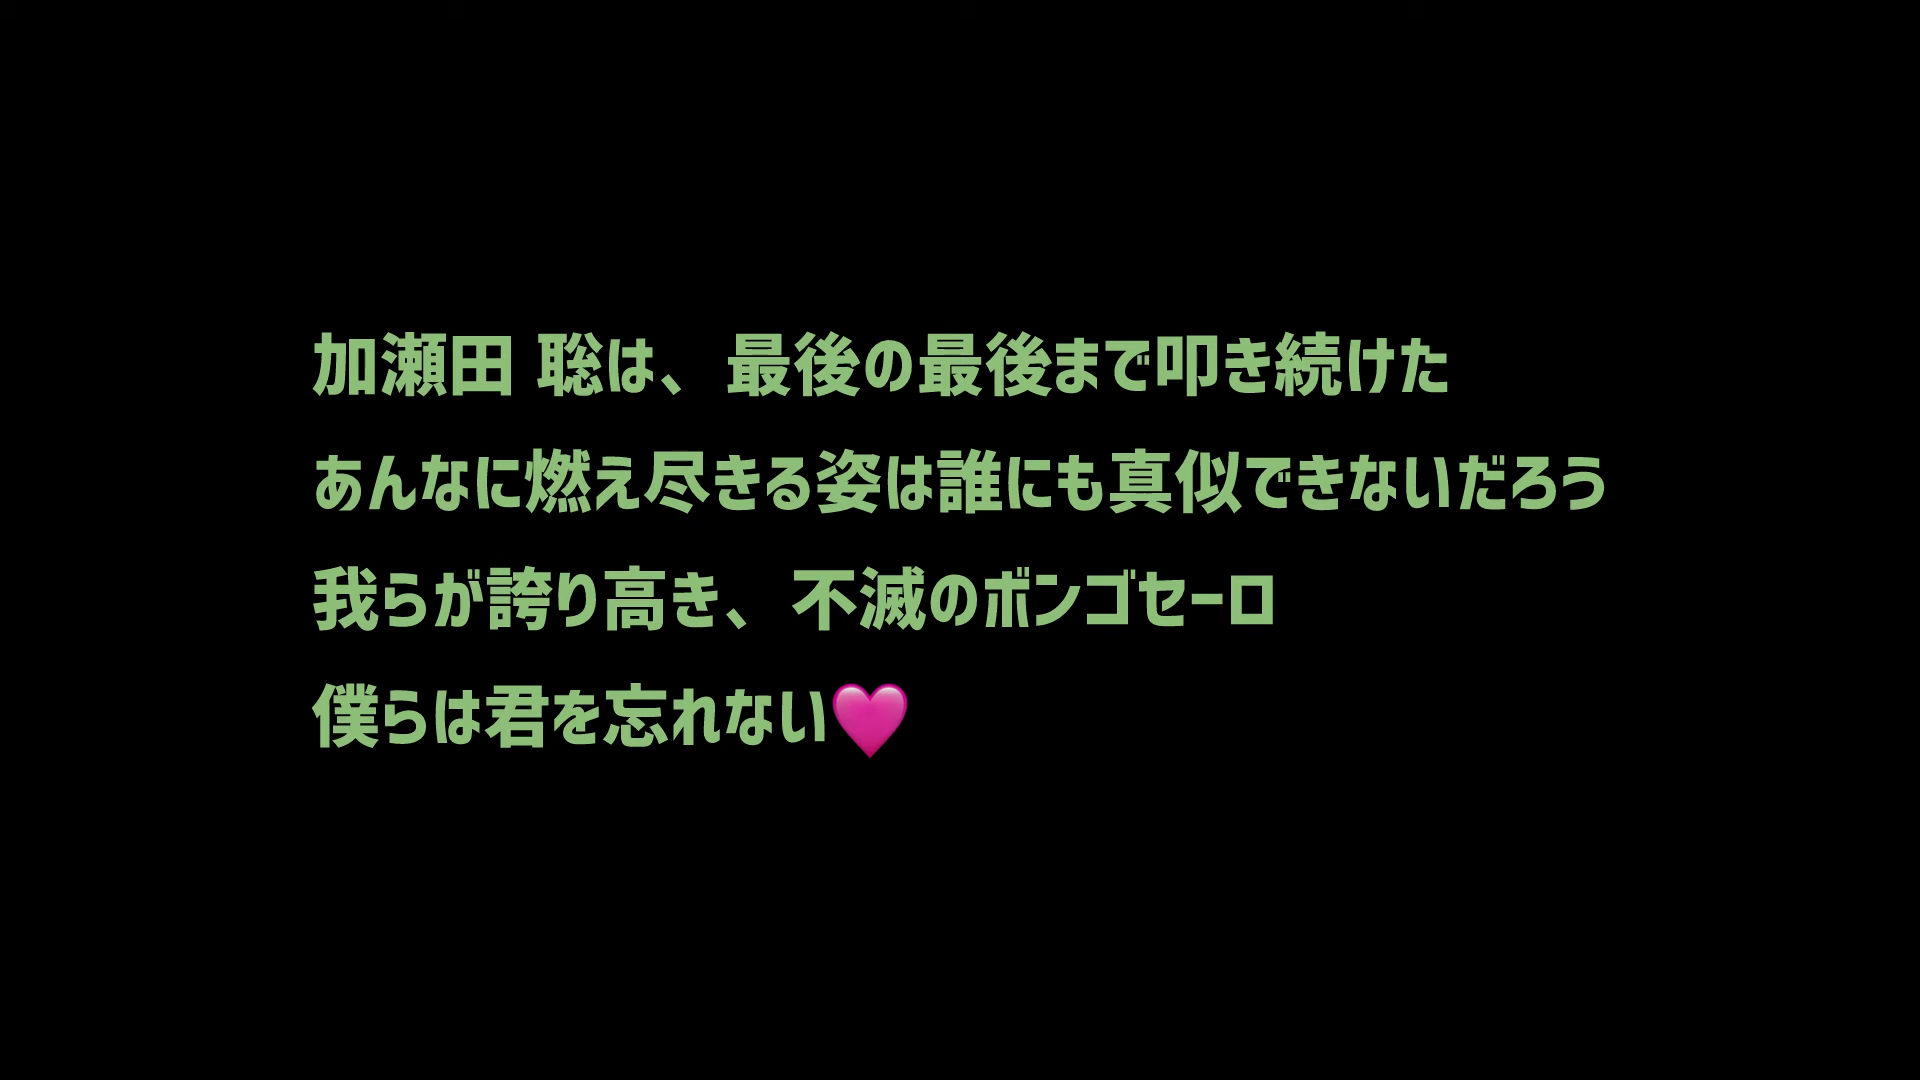 加瀬田 聡は、最後の最後まで叩き続けた
あんなに燃え尽きる姿は誰にも真似できないだろう
我らが誇り高き、不滅のボンゴセーロ
僕らは君を忘れない🩷